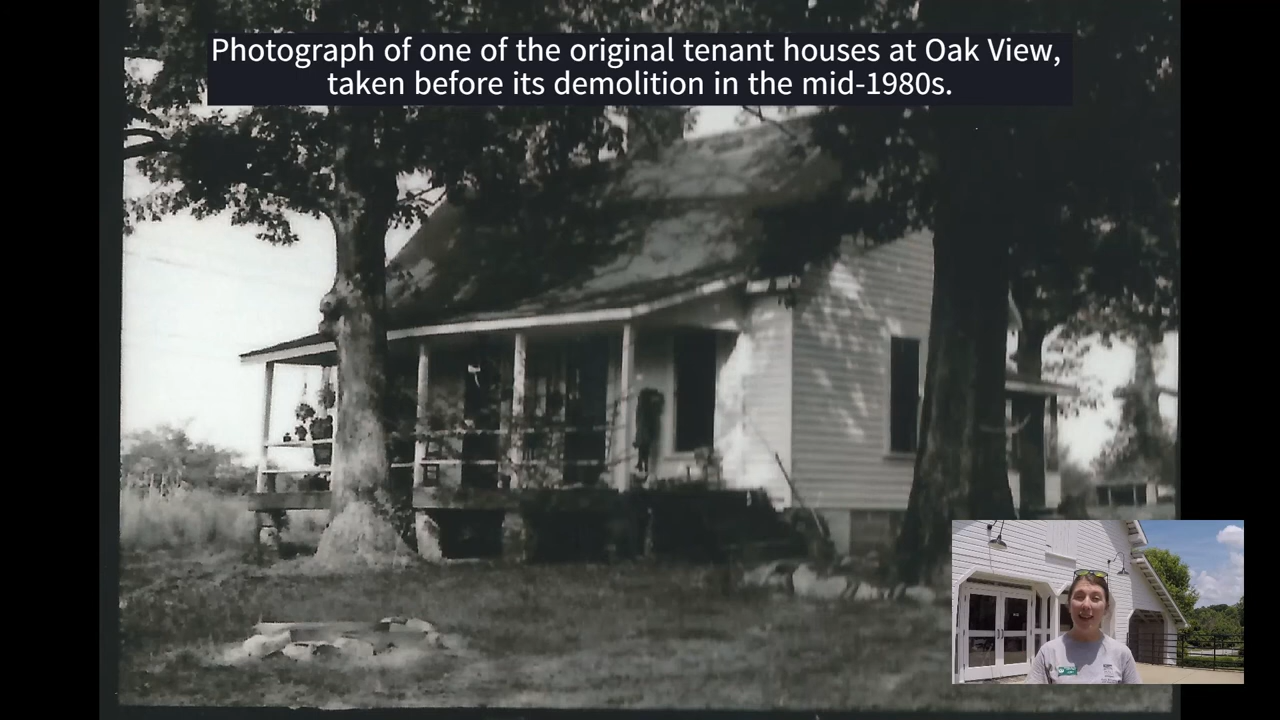 Photograph of one of the original tenant houses at Oak View,
taken before its demolition in the mid-1980s.